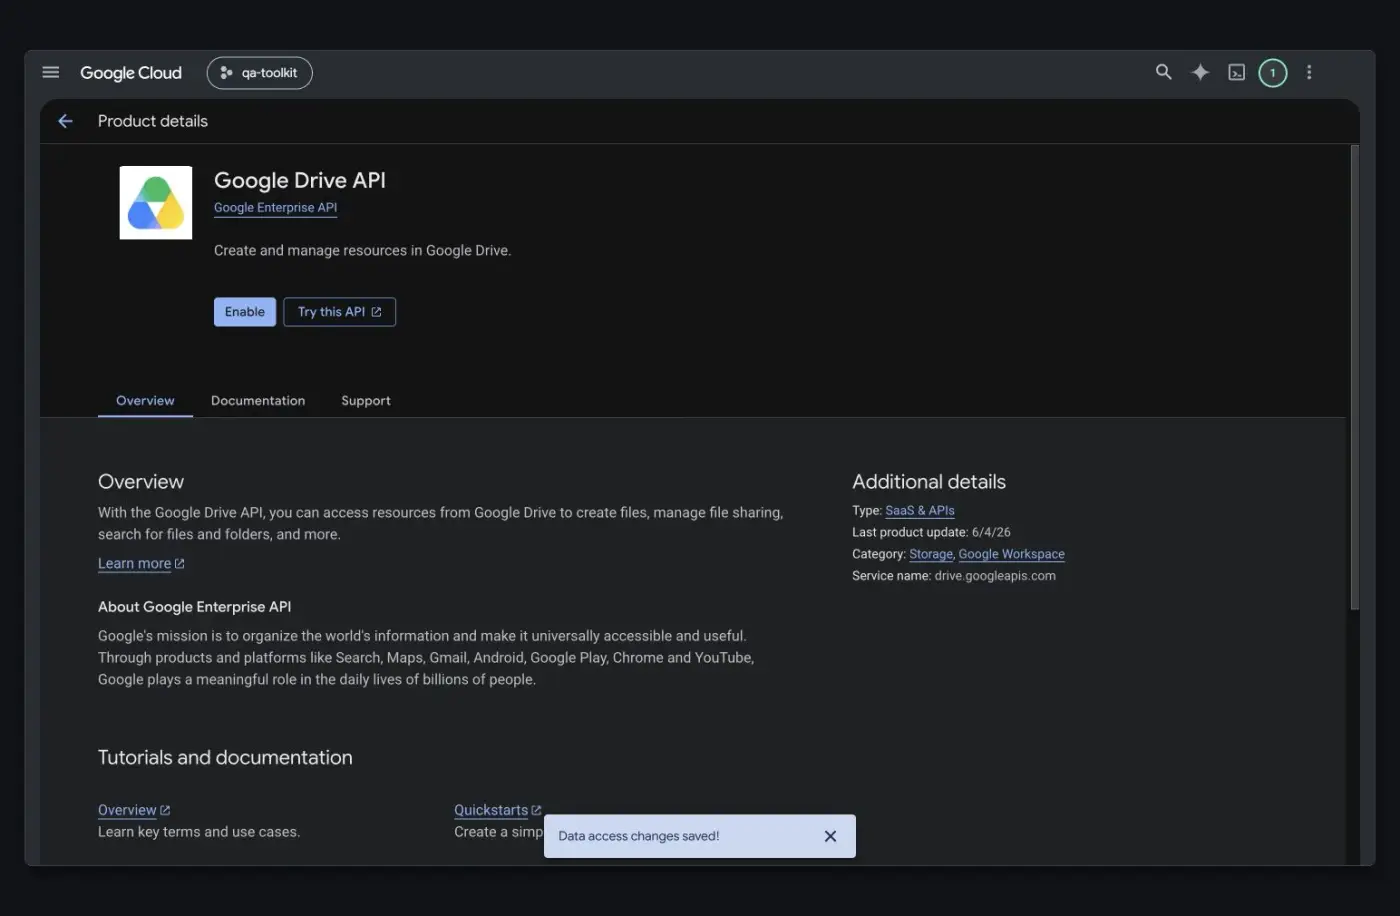 Google Cloud
qa-toolkit
1
Product details
Google Drive API
Google Enterprise API
Create and manage resources in Google Drive.
Enable
Try this API
Overview
Documentation
Support
Overview
With the Google Drive API, you can access resources from Google Drive to create files, manage file sharing,
search for files and folders, and more.
Learn more
About Google Enterprise API
Google's mission is to organize the world's information and make it universally accessible and useful.
Through products and platforms like Search, Maps, Gmail, Android, Google Play, Chrome and YouTube,
Google plays a meaningful role in the daily lives of billions of people.
Additional details
Type: SaaS & APIs
Last product update: 6/4/26
Category: Storage, Google Workspace
Service name: drive.googleapis.com
Tutorials and documentation
Overview
Learn key terms and use cases.
Quickstarts
Create a simp
Data access changes saved!